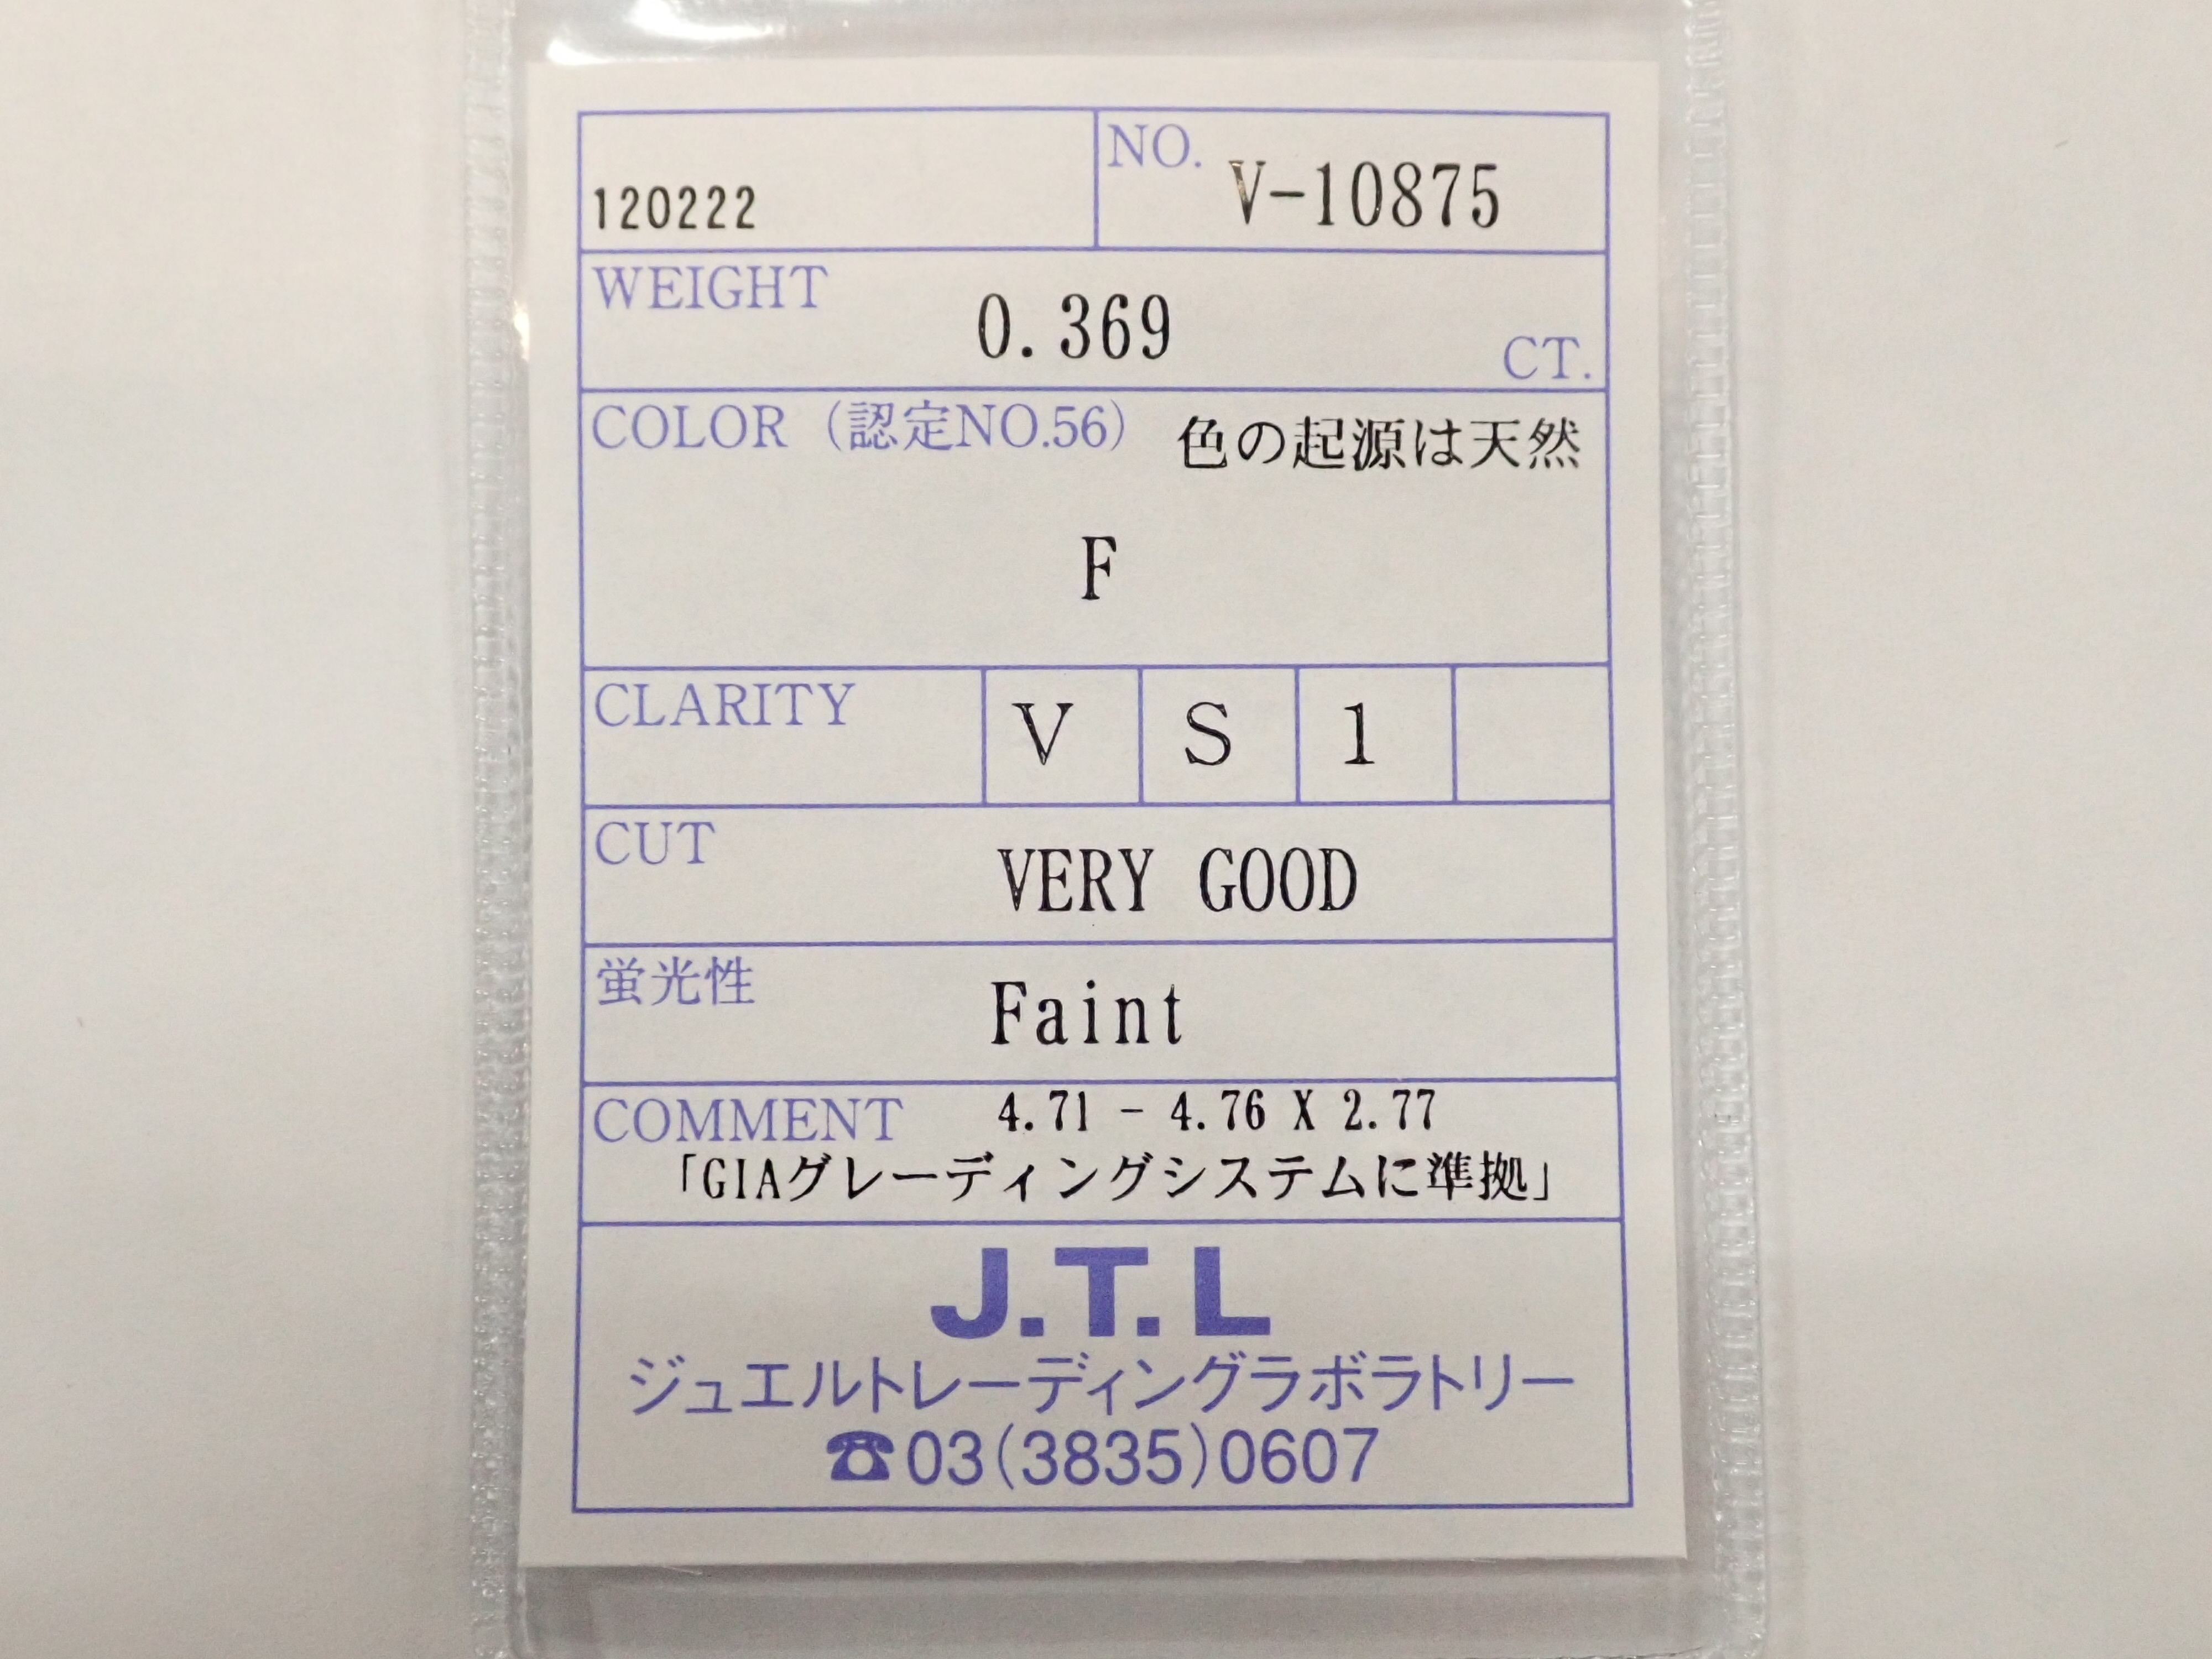 120222
NO. V-10875
WEIGHT 0.369 CT.
COLOR (認定NO.56) 色の起源は天然
F
CLARITY V S 1
CUT VERY GOOD
蛍光性 Faint
COMMENT 4.71 - 4.76 X 2.77
「GIAグレーディングシステムに準拠」
J.T.L
ジュエルトレーディングラボラトリー
☎03(3835)0607